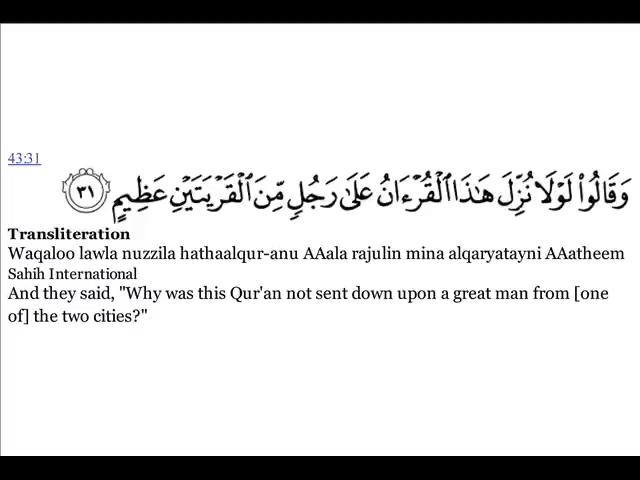 43:31
وَقَالُوا۟ لَوْلَا نُزِّلَ هَـٰذَا ٱلْقُرْءَانُ عَلَىٰ رَجُلٍ مِّنَ ٱلْقَرْيَتَيْنِ عَظِيمٍ ٣١
Transliteration
Waqaloo lawla nuzzila hathaalqur-anu AAala rajulin mina alqaryatayni AAatheem
Sahih International
And they said, "Why was this Qur'an not sent down upon a great man from [one
of] the two cities?"